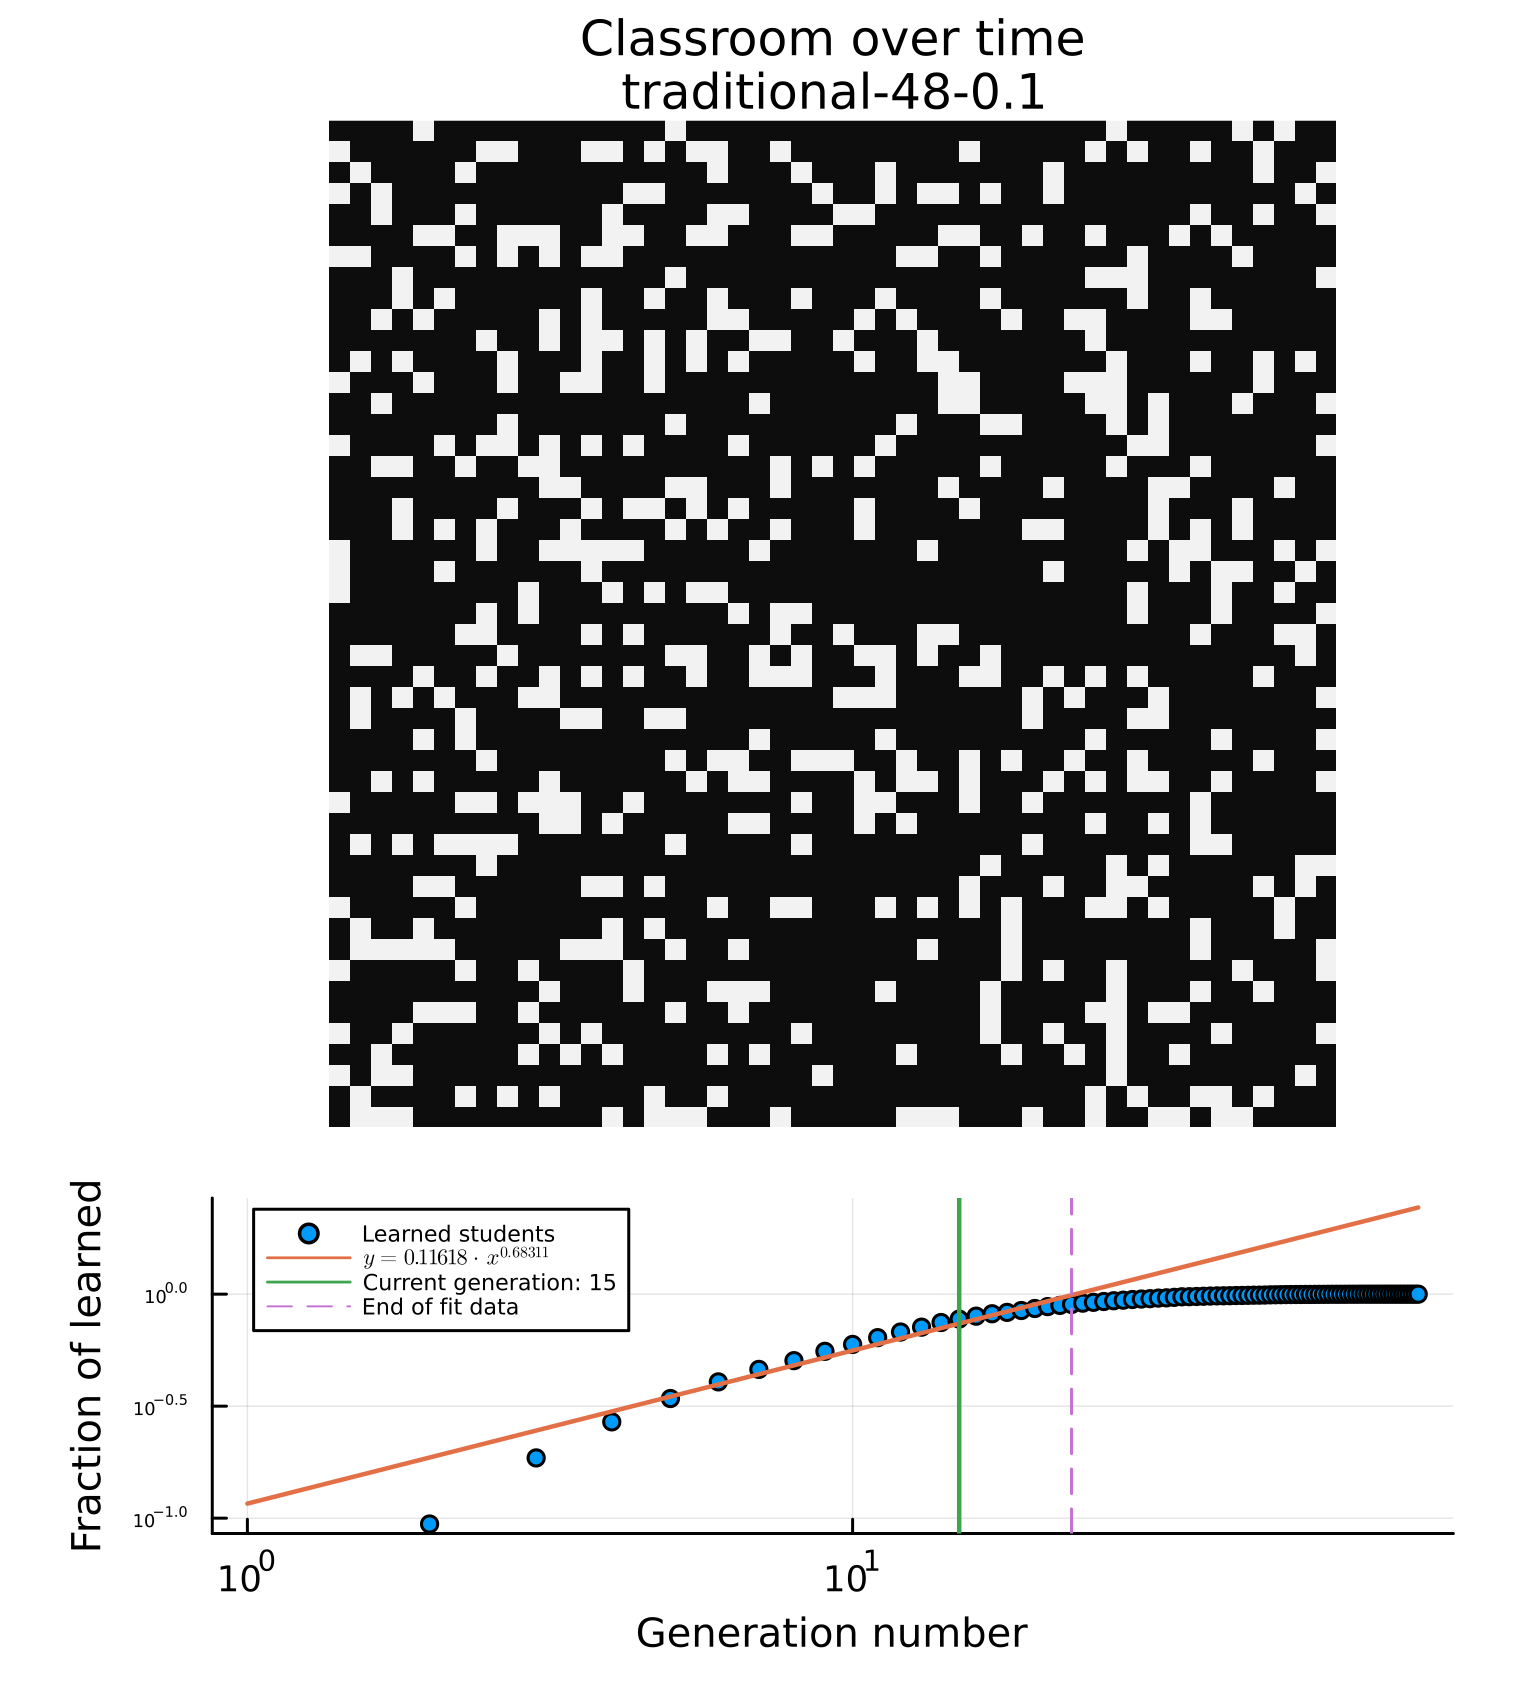 Classroom over time
traditional-48-0.1
Fraction of learned
Learned students
y = 0.11618 · x^0.68311
Current generation: 15
End of fit data
10^0.0
10^−0.5
10^−1.0
10^0
10^1
Generation number